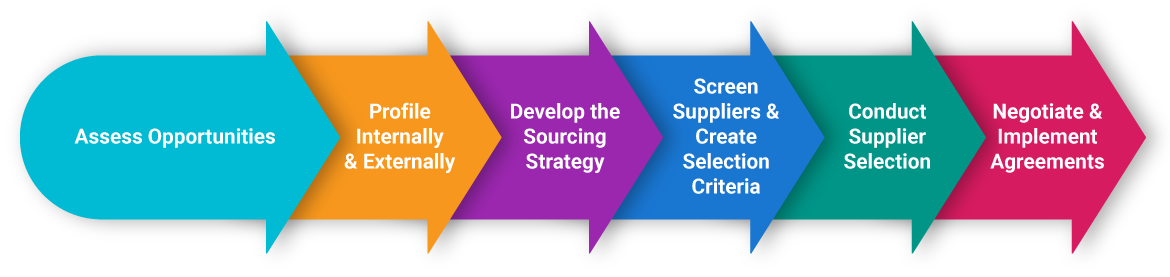 Assess Opportunities
Profile
Internally
& Externally
Develop the
Sourcing
Strategy
Screen
Suppliers &
Create
Selection
Criteria
Conduct
Supplier
Selection
Negotiate &
Implement
Agreements